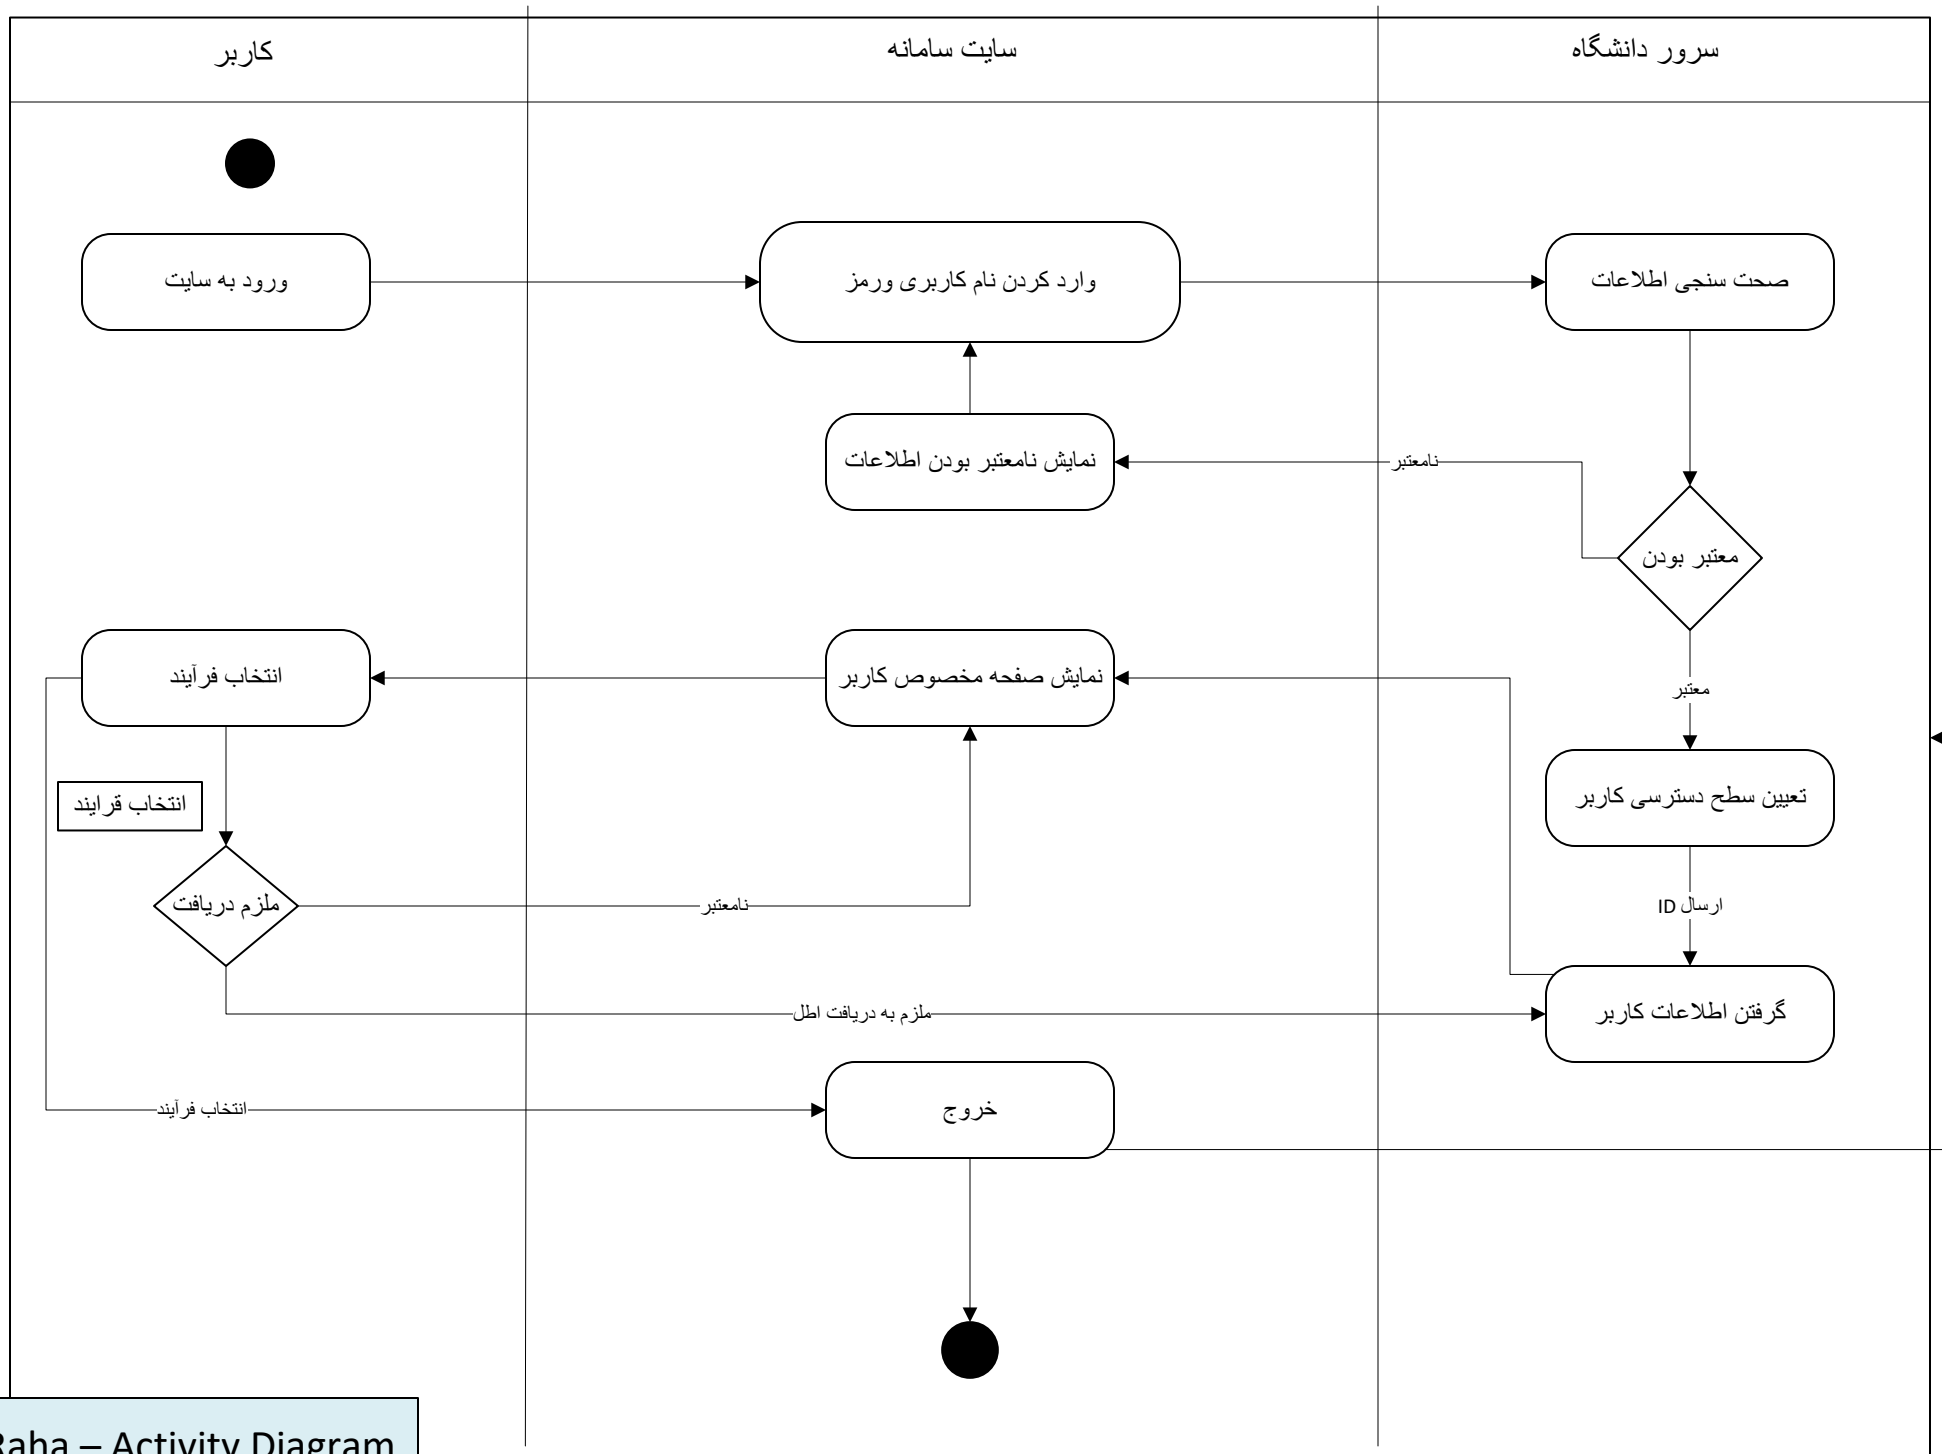 سرور دانشگاه
سایت سامانه
کاربر
ورود به سایت
وارد کردن نام کاربری ورمز
صحت سنجی اطلاعات
نمایش نامعتبر بودن اطلاعات
نامعتبر
معتبر بودن
انتخاب فرآیند
نمایش صفحه مخصوص کاربر
معتبر
انتخاب قرایند
تعیین سطح دسترسی کاربر
ملزم دریافت
نامعتبر
ارسال ID
ملزم به دریافت اطل
گرفتن اطلاعات کاربر
انتخاب فرآیند
خروج
Raha – Activity Diagram